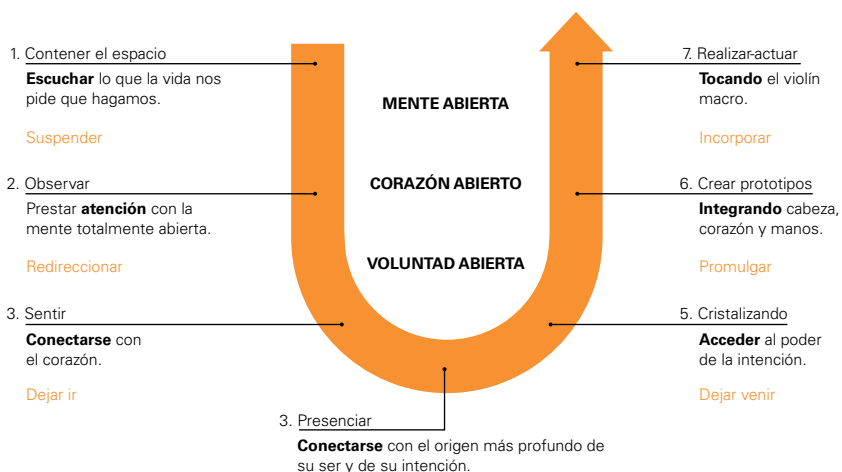 1. Contener el espacio
Escuchar lo que la vida nos
pide que hagamos.
Suspender
2. Observar
Prestar atención con la
mente totalmente abierta.
Redireccionar
3. Sentir
Conectarse con
el corazón.
Dejar ir
MENTE ABIERTA
CORAZÓN ABIERTO
VOLUNTAD ABIERTA
3. Presenciar
Conectarse con el origen más profundo de
su ser y de su intención.
7. Realizar-actuar
Tocando el violín
macro.
Incorporar
6. Crear prototipos
Integrando cabeza,
corazón y manos.
Promulgar
5. Cristalizando
Acceder al poder
de la intención.
Dejar venir